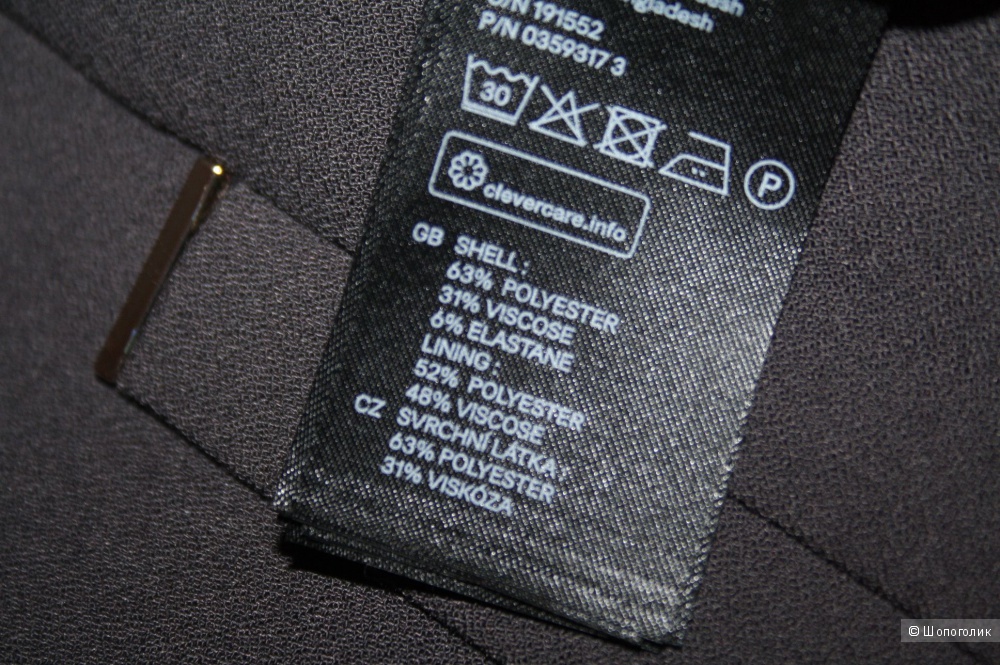 191552
P/N 0359317 3
30
P
clevercare.info
GB SHELL:
63% POLYESTER
31% VISCOSE
6% ELASTANE
LINING:
52% POLYESTER
48% VISCOSE
CZ SVRCHNÍ LÁTKA:
63% POLYESTER
31% VISKÓZA
© Шопоголик